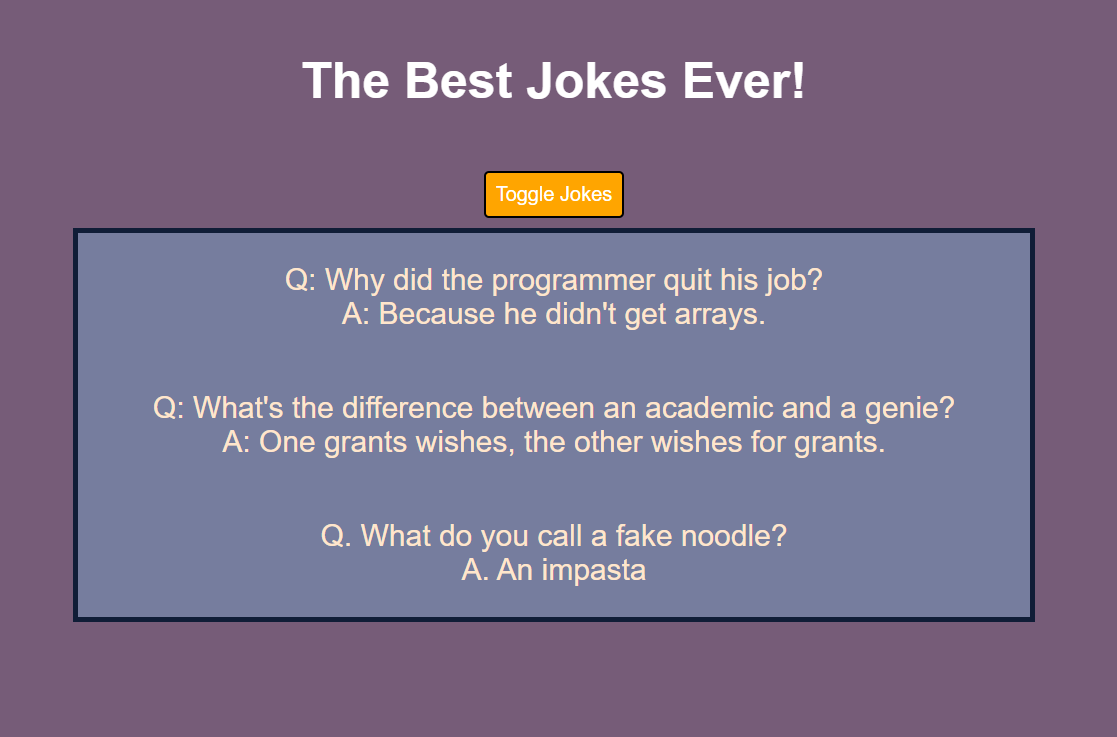 The Best Jokes Ever!
Toggle Jokes
Q: Why did the programmer quit his job?
A: Because he didn't get arrays.
Q: What's the difference between an academic and a genie?
A: One grants wishes, the other wishes for grants.
Q. What do you call a fake noodle?
A. An impasta